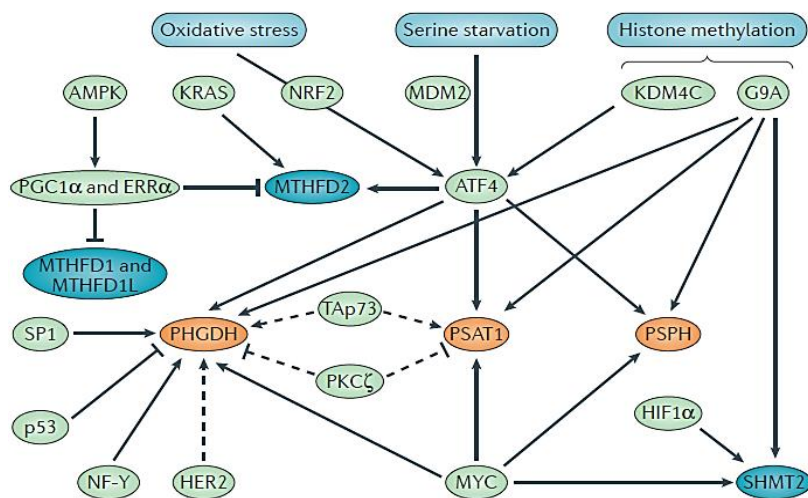 Oxidative stress
Serine starvation
Histone methylation
AMPK
KRAS
NRF2
MDM2
KDM4C
G9A
PGC1α and ERRα
MTHFD2
ATF4
MTHFD1 and
MTHFD1L
TAp73
SP1
PHGDH
PSAT1
PSPH
PKCζ
HIF1α
p53
NF-Y
HER2
MYC
SHMT2